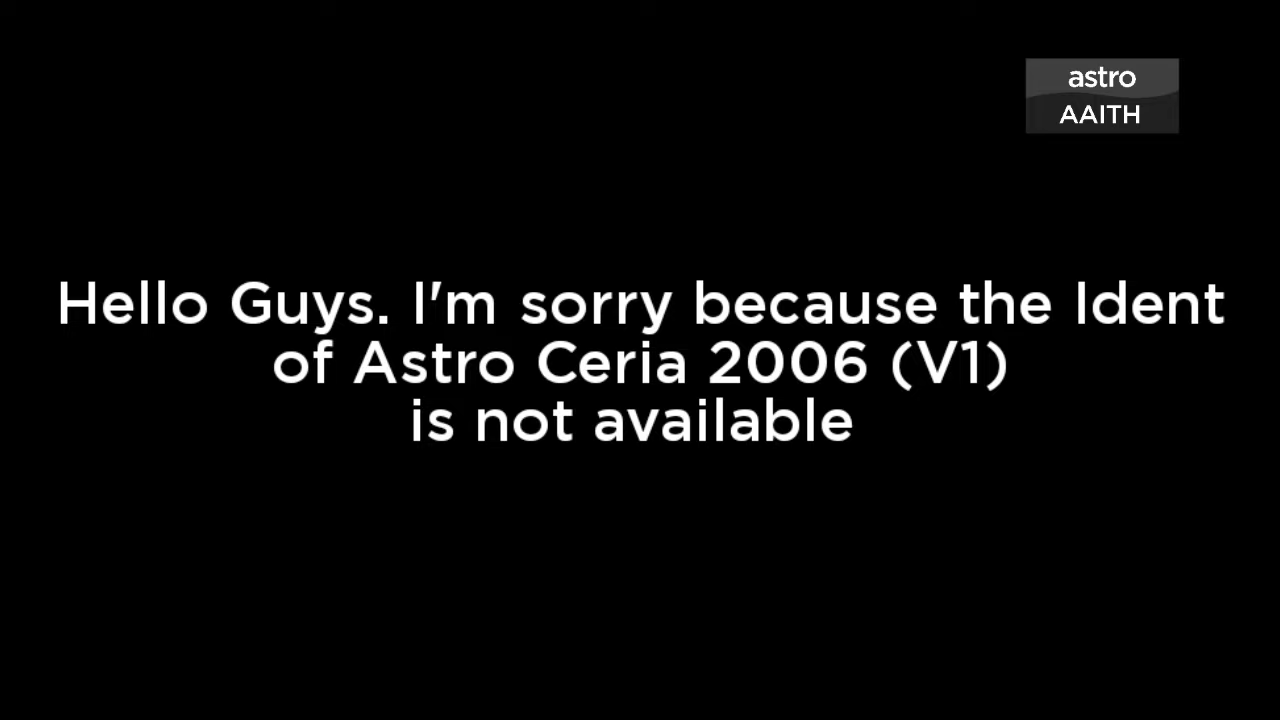 astro
AAITH
Hello Guys. I'm sorry because the Ident
of Astro Ceria 2006 (V1)
is not available